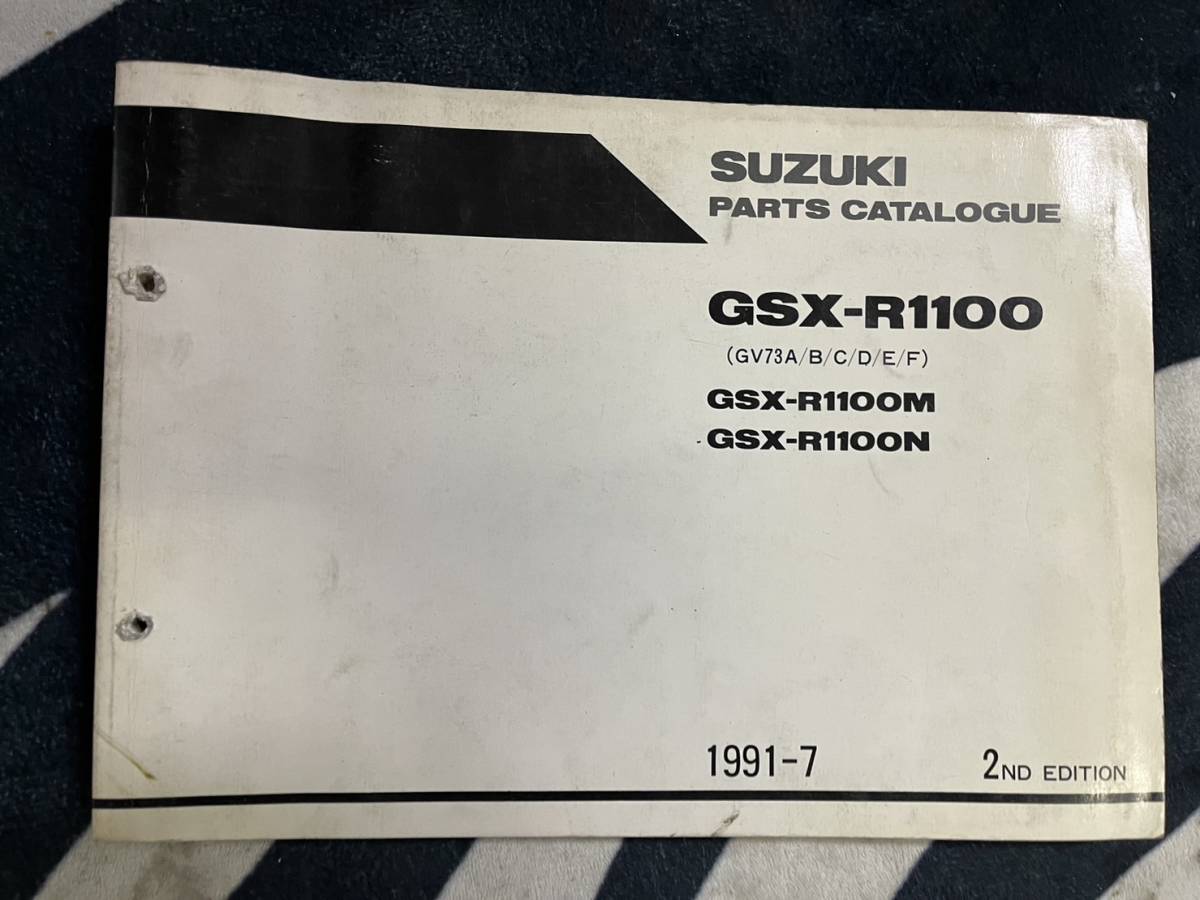 SUZUKI
PARTS CATALOGUE
GSX-R1100
(GV73A/B/C/D/E/F)
GSX-R1100M
GSX-R1100N
1991-7 2ND EDITION